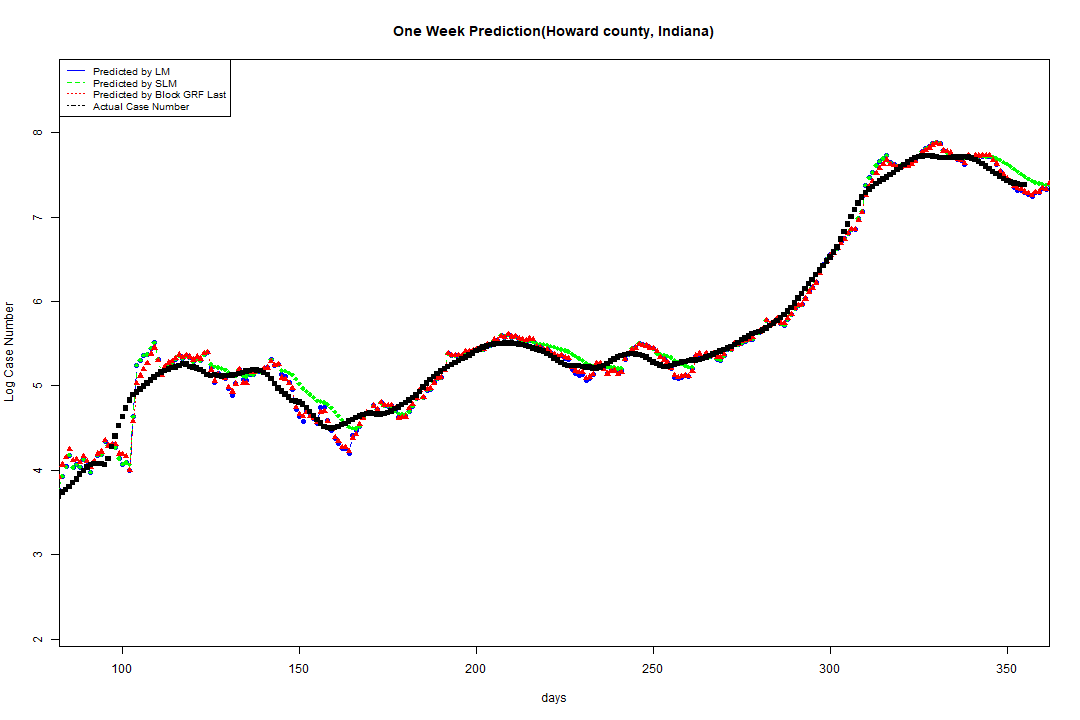 One Week Prediction(Howard county, Indiana)
Predicted by LM
Predicted by SLM
Predicted by Block GRF Last
Actual Case Number
Log Case Number
8
7
6
5
4
3
2
100 150 200 250 300 350
days